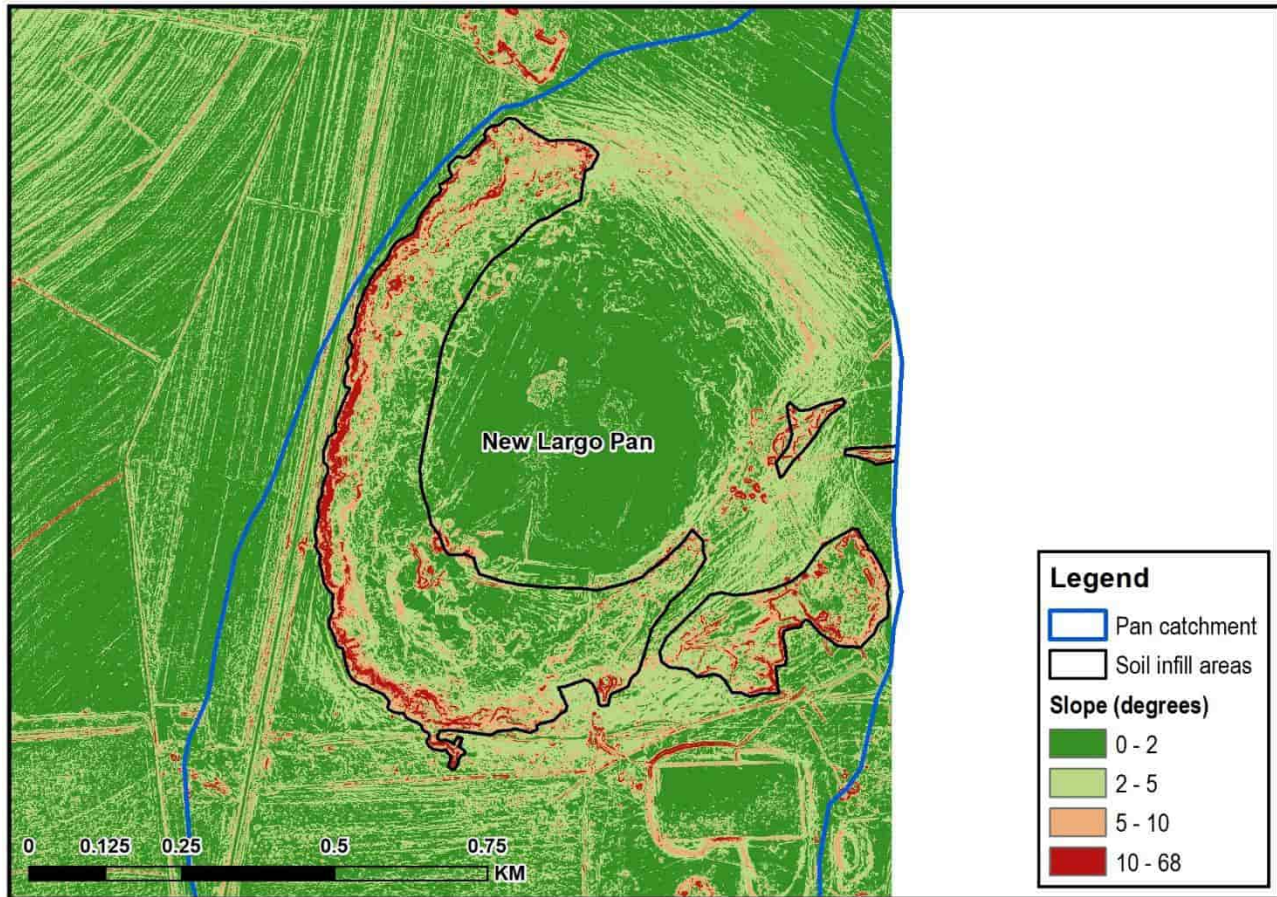 New Largo Pan
Legend
Pan catchment
Soil infill areas
Slope (degrees)
0 - 2
2 - 5
5 - 10
10 - 68
0 0.125 0.25 0.5 0.75
KM